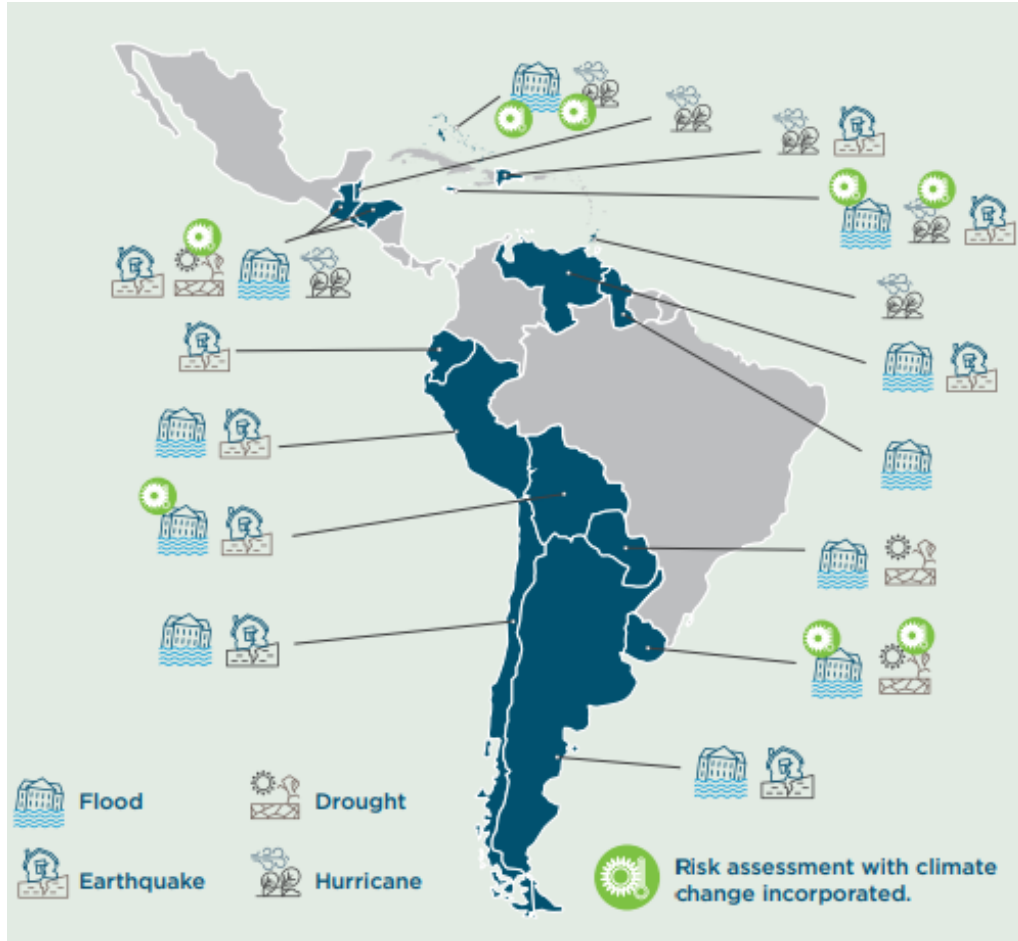 Flood
Drought
Earthquake
Hurricane
Risk assessment with climate
change incorporated.